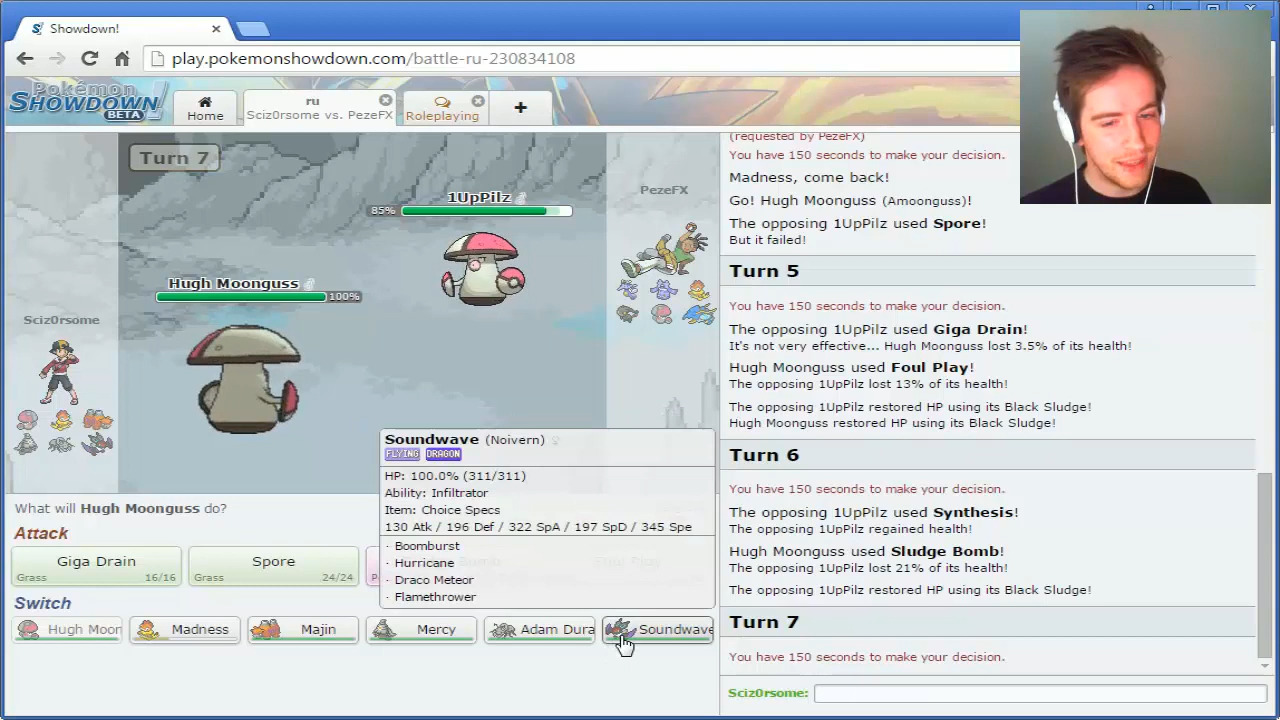 Showdown!
play.pokemonshowdown.com/battle-ru-230834108
Pokémon
SHOWDOWN
BETA
Home
ru
Sciz0rsome vs. PezeFX
Roleplaying
+
Turn 7
1UpPilz
85%
PezeFX
Hugh Moonguss
100%
Sciz0rsome
Soundwave (Noivern)
FLYING DRAGON
HP: 100.0% (311/311)
Ability: Infiltrator
Item: Choice Specs
130 Atk / 196 Def / 322 SpA / 197 SpD / 345 Spe
· Boomburst
· Hurricane
· Draco Meteor
· Flamethrower
What will Hugh Moonguss do?
Attack
Giga Drain
Grass 16/16
Spore
Grass 24/24
Switch
Hugh Moon
Madness
Majin
Mercy
Adam Dura
Soundwave
(requested by PezeFX)
You have 150 seconds to make your decision.
Madness, come back!
Go! Hugh Moonguss (Amoonguss)!
The opposing 1UpPilz used Spore!
But it failed!
Turn 5
You have 150 seconds to make your decision.
The opposing 1UpPilz used Giga Drain!
It's not very effective... Hugh Moonguss lost 3.5% of its health!
Hugh Moonguss used Foul Play!
The opposing 1UpPilz lost 13% of its health!
The opposing 1UpPilz restored HP using its Black Sludge!
Hugh Moonguss restored HP using its Black Sludge!
Turn 6
You have 150 seconds to make your decision.
The opposing 1UpPilz used Synthesis!
The opposing 1UpPilz regained health!
Hugh Moonguss used Sludge Bomb!
The opposing 1UpPilz lost 21% of its health!
The opposing 1UpPilz restored HP using its Black Sludge!
Turn 7
You have 150 seconds to make your decision.
Sciz0rsome: